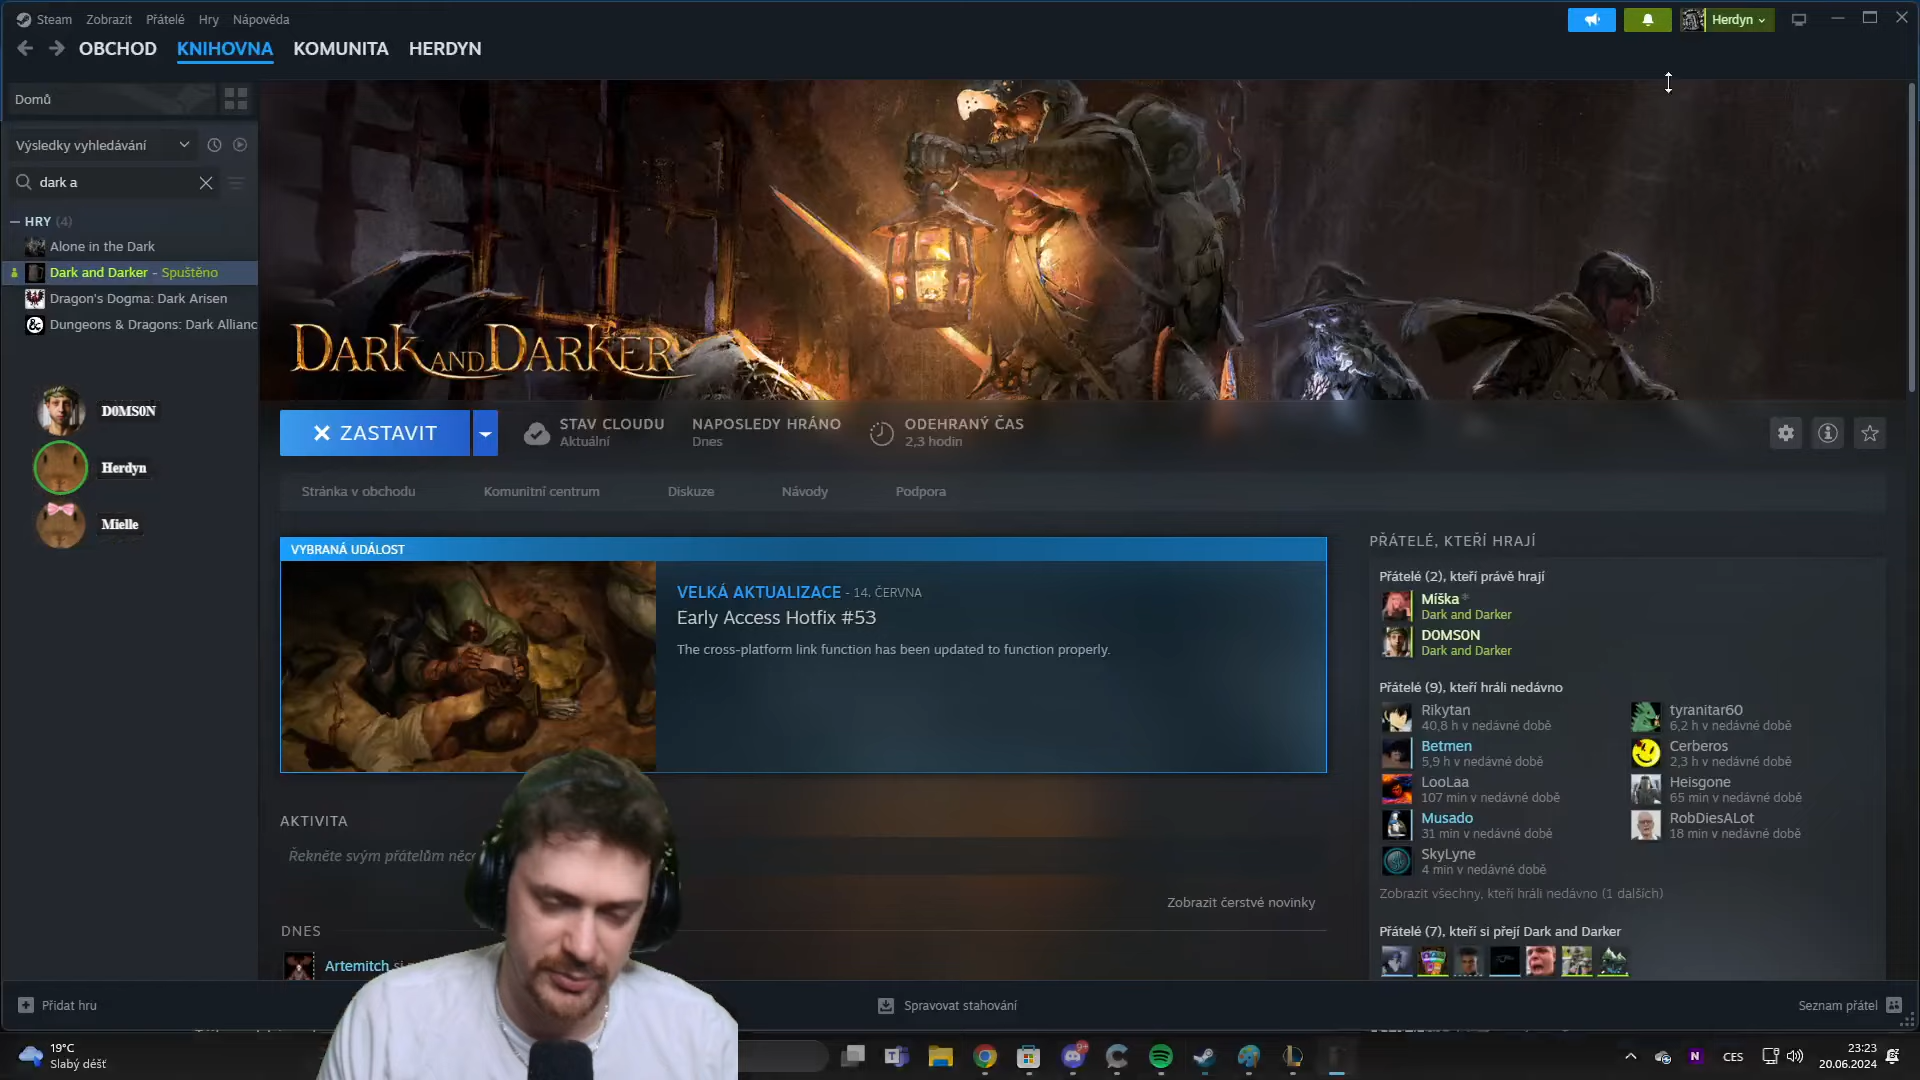 Steam Zobrazit Přátelé Hry Nápověda
Herdyn
OBCHOD KNIHOVNA KOMUNITA HERDYN
Domů
Výsledky vyhledávání
dark a
HRY (4)
Alone in the Dark
Dark and Darker - Spuštěno
Dragon's Dogma: Dark Arisen
Dungeons & Dragons: Dark Allianc
D0MS0N
Herdyn
Mielle
DARK AND DARKER
ZASTAVIT
STAV CLOUDU
Aktuální
NAPOSLEDY HRÁNO
Dnes
ODEHRANÝ ČAS
2,3 hodin
Stránka v obchodu Komunitní centrum Diskuze Návody Podpora
VYBRANÁ UDÁLOST
VELKÁ AKTUALIZACE - 14. ČERVNA
Early Access Hotfix #53
The cross-platform link function has been updated to function properly.
AKTIVITA
Řekněte svým přátelům
Zobrazit čerstvé novinky
DNES
Artemitch si
PŘÁTELÉ, KTEŘÍ HRAJÍ
Přátelé (2), kteří právě hrají
Míška*
Dark and Darker
D0MS0N
Dark and Darker
Přátelé (9), kteří hráli nedávno
Rikytan
40,8 h v nedávné době
tyranitar60
6,2 h v nedávné době
Betmen
5,9 h v nedávné době
Cerberos
2,3 h v nedávné době
LooLaa
107 min v nedávné době
Heisgone
65 min v nedávné době
Musado
31 min v nedávné době
RobDiesALot
18 min v nedávné době
SkyLyne
4 min v nedávné době
Zobrazit všechny, kteří hráli nedávno (1 dalších)
Přátelé (7), kteří si přejí Dark and Darker
Přidat hru
Spravovat stahování
Seznam přátel
19°C
Slabý déšť
9+
N
CES
23:23
20.06.2024